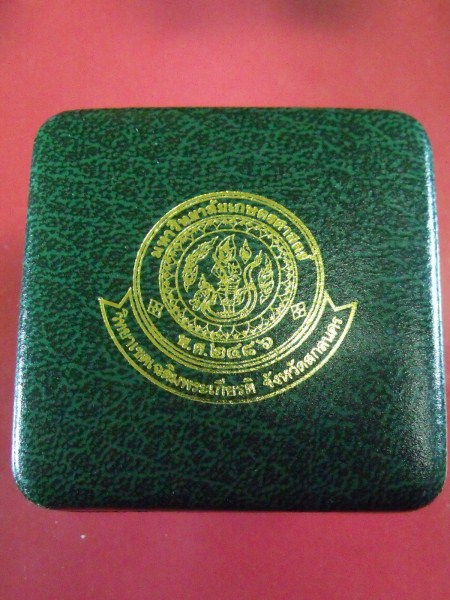 มหาวิทยาลัยเกษตรศาสตร์
พ.ศ.๒๔๘๖
วิทยาเขตเฉลิมพระเกียรติ จังหวัดสกลนคร